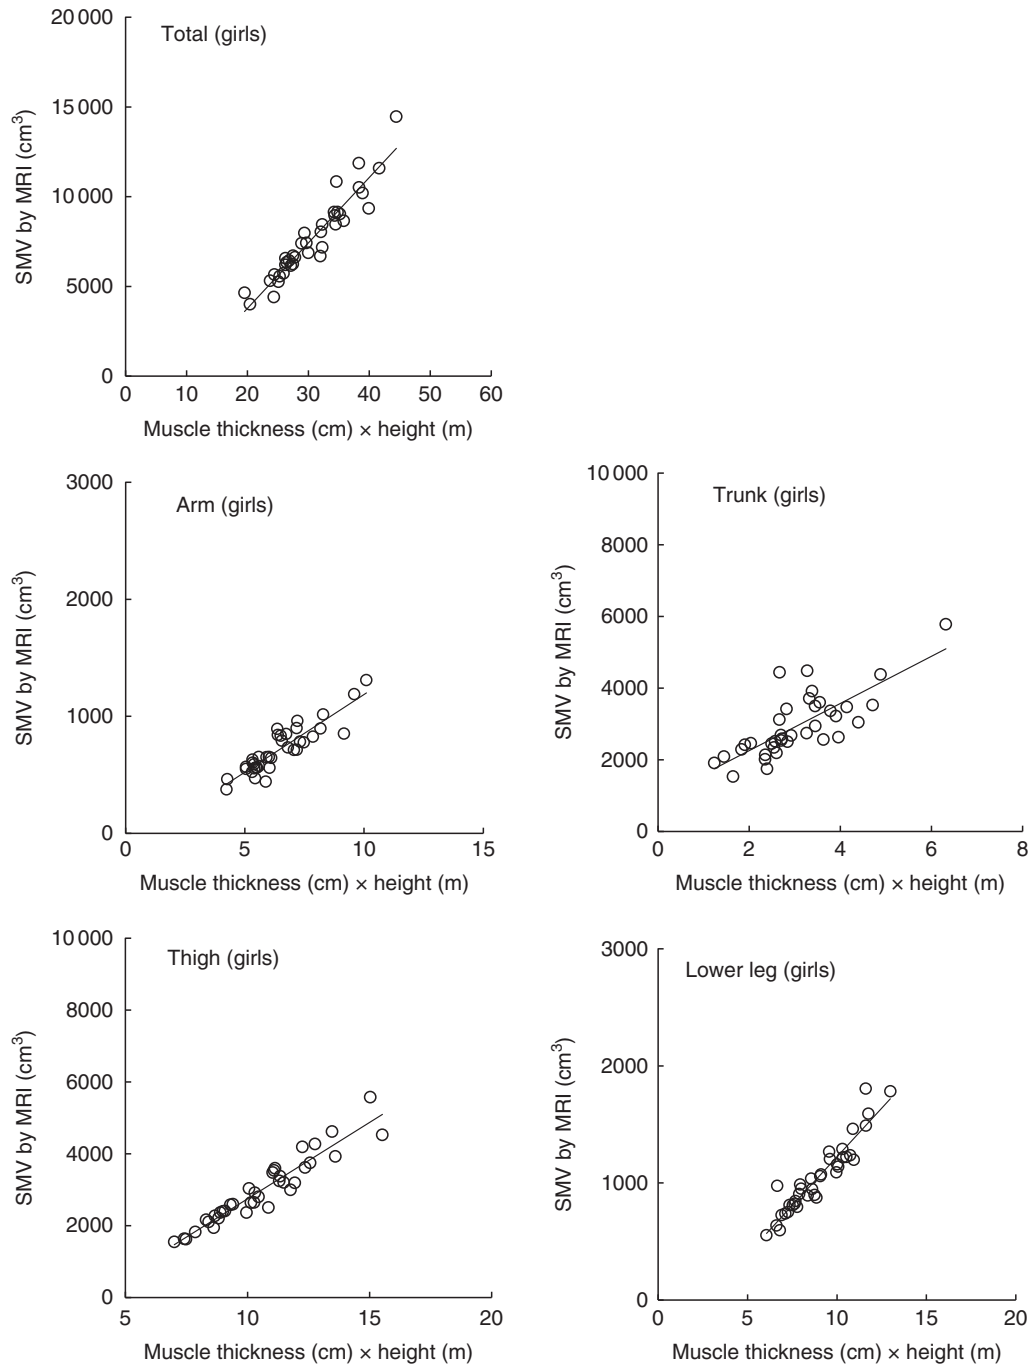 Total (girls)
20 000
15 000
10 000
5000
0
SMV by MRI (cm³)
0 10 20 30 40 50 60
Muscle thickness (cm) × height (m)
Arm (girls)
3000
2000
1000
0
SMV by MRI (cm³)
0 5 10 15
Muscle thickness (cm) × height (m)
Trunk (girls)
10 000
8000
6000
4000
2000
0
SMV by MRI (cm³)
0 2 4 6 8
Muscle thickness (cm) × height (m)
Thigh (girls)
10 000
8000
6000
4000
2000
0
SMV by MRI (cm³)
5 10 15 20
Muscle thickness (cm) × height (m)
Lower leg (girls)
3000
2000
1000
0
SMV by MRI (cm³)
0 5 10 15 20
Muscle thickness (cm) × height (m)